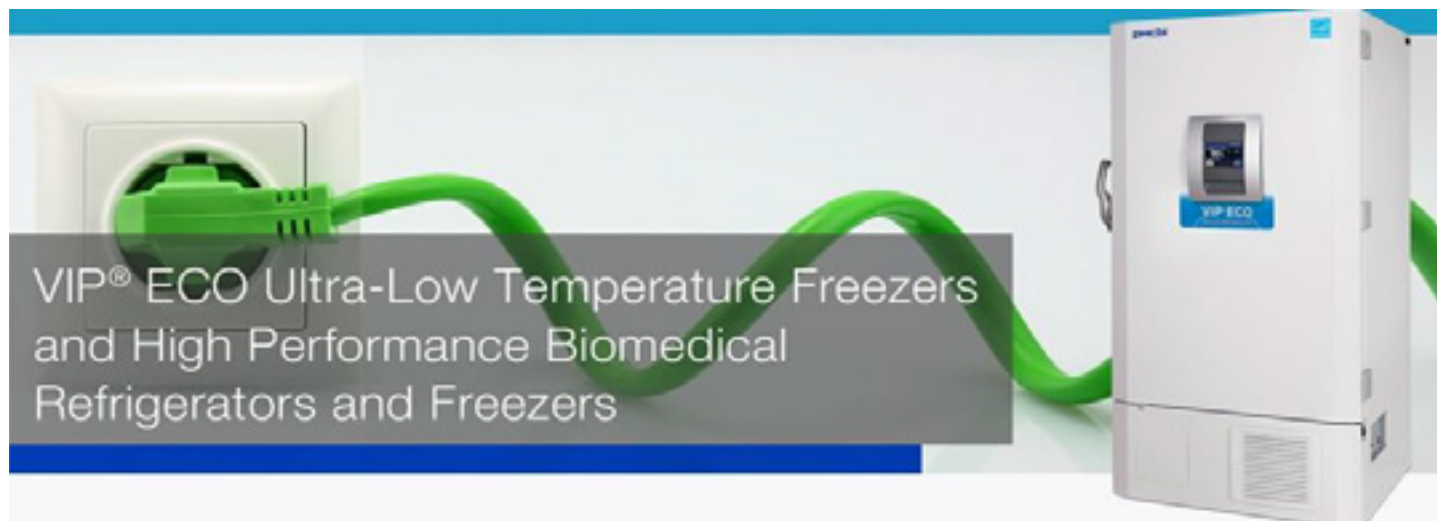 VIP® ECO Ultra-Low Temperature Freezers
and High Performance Biomedical
Refrigerators and Freezers
VIP ECO